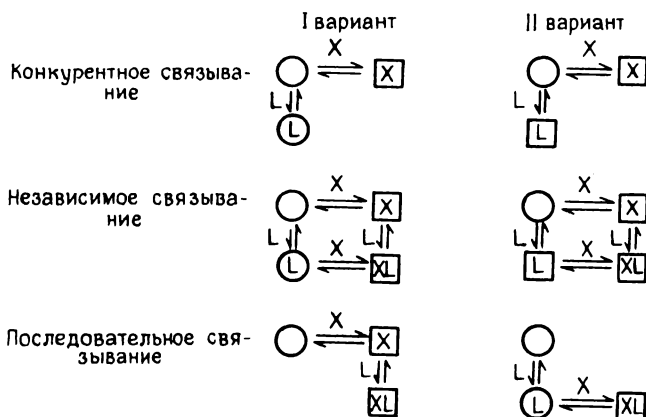 I вариант II вариант
Конкурентное связыва-
ние
X X
X X
L L
L L
Независимое связыва-
ние
X X
X X
L L L L
X X
L XL L XL
Последовательное свя-
зывание
X
X
L L
X
XL L XL